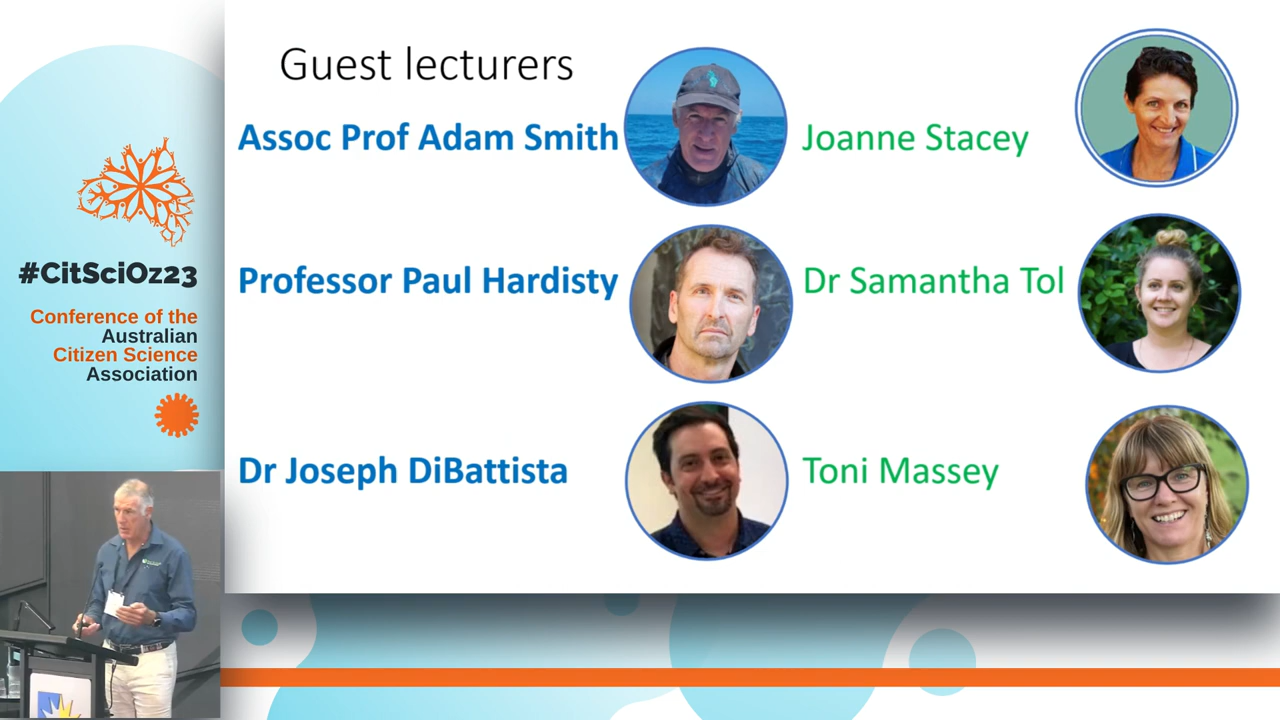 Guest lecturers
Assoc Prof Adam Smith
Joanne Stacey
Professor Paul Hardisty
Dr Samantha Tol
Dr Joseph DiBattista
Toni Massey
#CitSciOz23
Conference of the
Australian
Citizen Science
Association